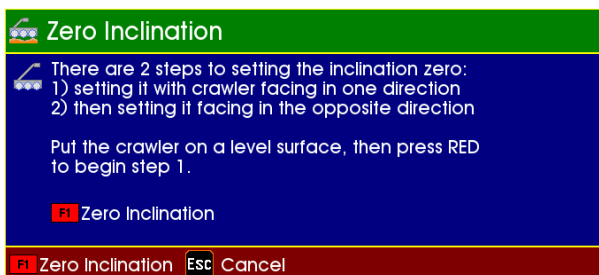 Zero Inclination
There are 2 steps to setting the inclination zero:
1) setting it with crawler facing in one direction
2) then setting it facing in the opposite direction
Put the crawler on a level surface, then press RED
to begin step 1.
F1 Zero Inclination
F1 Zero Inclination Esc Cancel